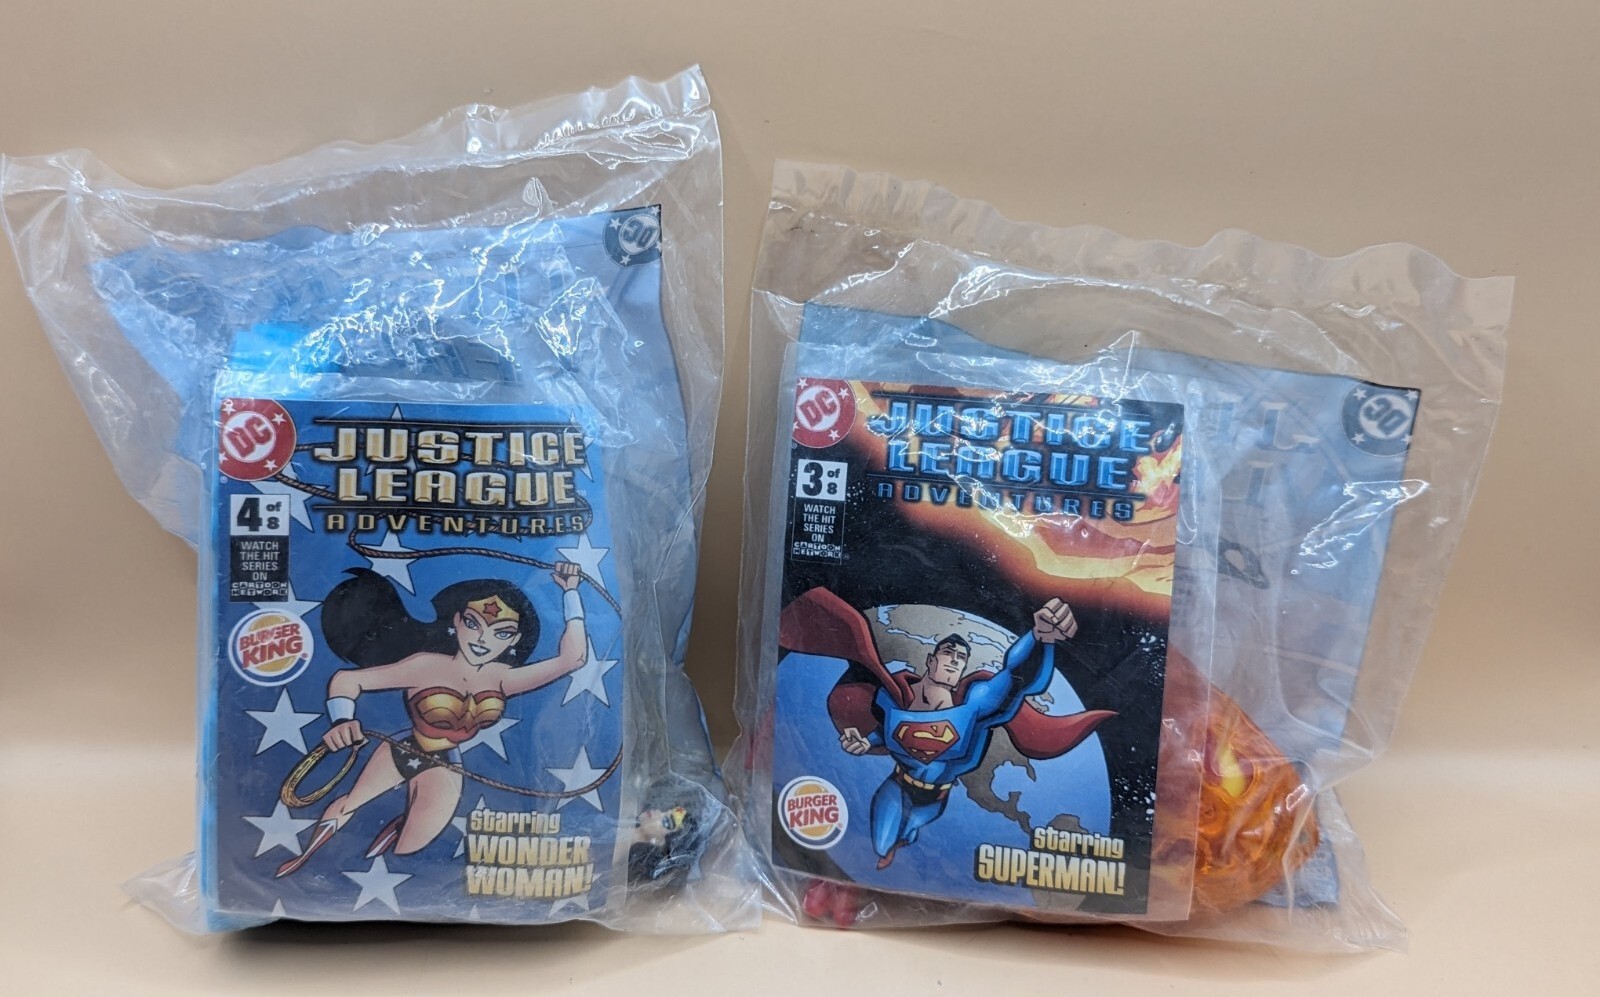 DC
JUSTICE
LEAGUE
ADVENTURES
4 of 8
WATCH
THE HIT
SERIES
ON
CARTOON
NETWORK
BURGER
KING
starring
WONDER
WOMAN!
DC
DC
JUSTICE
LEAGUE
ADVENTURES
3 of 8
WATCH
THE HIT
SERIES
ON
CARTOON
NETWORK
BURGER
KING
starring
SUPERMAN!
DC